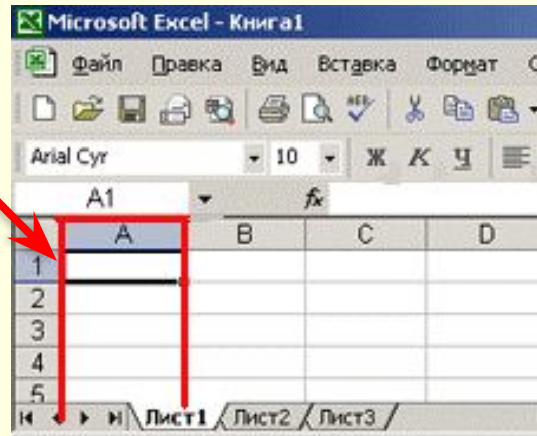 Microsoft Excel - Книга1
Файл Правка Вид Вставка Формат
Arial Cyr 10 Ж К Ч
A1 fx
A B C D
1
2
3
4
5
Лист1 Лист2 Лист3